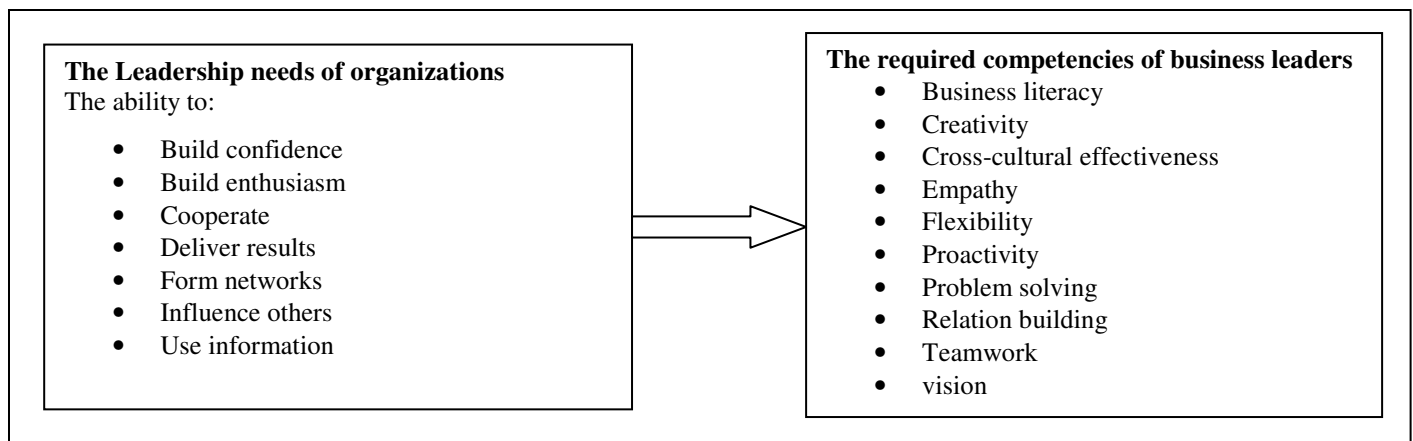 The Leadership needs of organizations
The ability to:
• Build confidence
• Build enthusiasm
• Cooperate
• Deliver results
• Form networks
• Influence others
• Use information
The required competencies of business leaders
• Business literacy
• Creativity
• Cross-cultural effectiveness
• Empathy
• Flexibility
• Proactivity
• Problem solving
• Relation building
• Teamwork
• vision